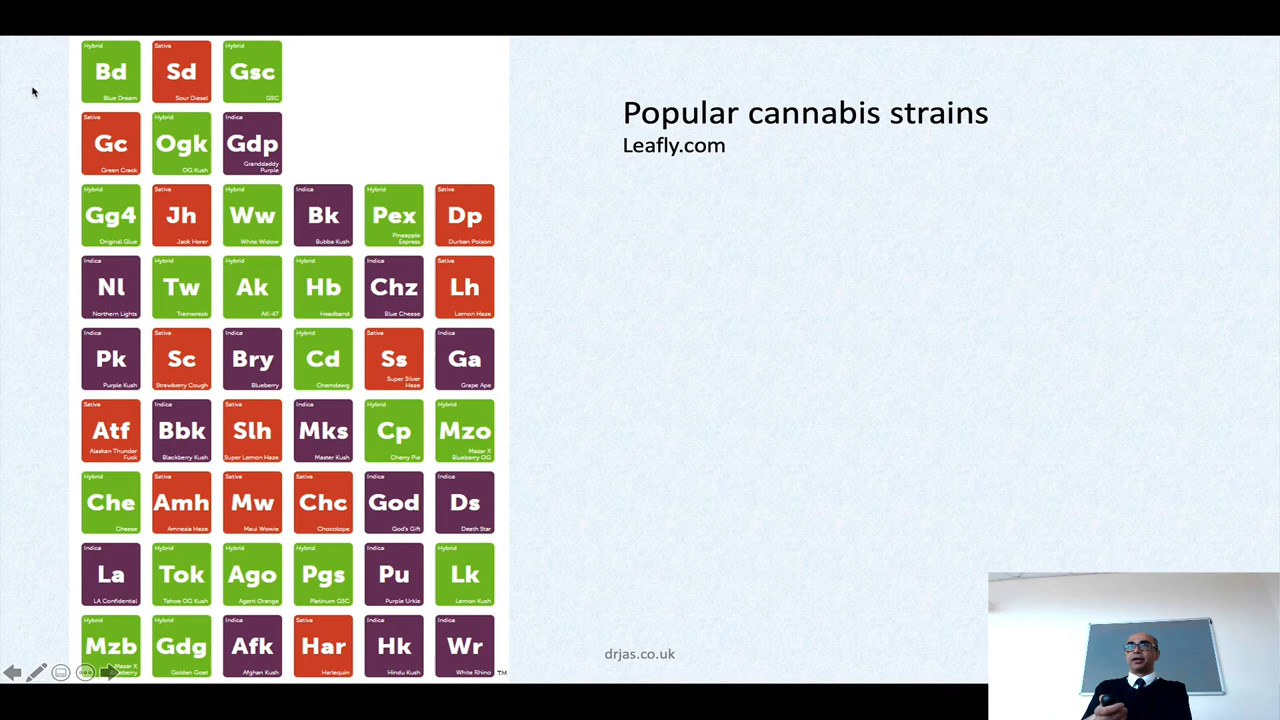 Hybrid
Bd
Blue Dream
Sativa
Sd
Sour Diesel
Hybrid
Gsc
GSC
Popular cannabis strains
Leafly.com
Sativa
Gc
Green Crack
Hybrid
Ogk
OG Kush
Indica
Gdp
Granddaddy
Purple
Hybrid
Gg4
Original Glue
Sativa
Jh
Jack Herer
Hybrid
Ww
White Widow
Indica
Bk
Bubba Kush
Hybrid
Pex
Pineapple
Express
Sativa
Dp
Durban Poison
Indica
Nl
Northern Lights
Hybrid
Tw
Trainwreck
Hybrid
Ak
AK-47
Hybrid
Hb
Headband
Indica
Chz
Blue Cheese
Sativa
Lh
Lemon Haze
Indica
Pk
Purple Kush
Sativa
Sc
Strawberry Cough
Indica
Bry
Blueberry
Hybrid
Cd
Chemdawg
Sativa
Ss
Super Silver
Haze
Indica
Ga
Grape Ape
Sativa
Atf
Alaskan Thunder
Fuck
Indica
Bbk
Blackberry Kush
Sativa
Slh
Super Lemon Haze
Indica
Mks
Master Kush
Hybrid
Cp
Cherry Pie
Hybrid
Mzo
Mazar X
Blueberry OG
Hybrid
Che
Cheese
Sativa
Amh
Amnesia Haze
Sativa
Mw
Maui Wowie
Sativa
Chc
Chocolope
Indica
God
God's Gift
Indica
Ds
Death Star
Indica
La
LA Confidential
Hybrid
Tok
Tahoe OG Kush
Hybrid
Ago
Agent Orange
Hybrid
Pgs
Platinum GSC
Indica
Pu
Purple Urkle
Hybrid
Lk
Lemon Kush
Hybrid
Mzb
Mazar X
Hybrid
Gdg
Golden Goat
Indica
Afk
Afghan Kush
Sativa
Har
Harlequin
Indica
Hk
Hindu Kush
Indica
Wr
White Rhino
TM
drjas.co.uk